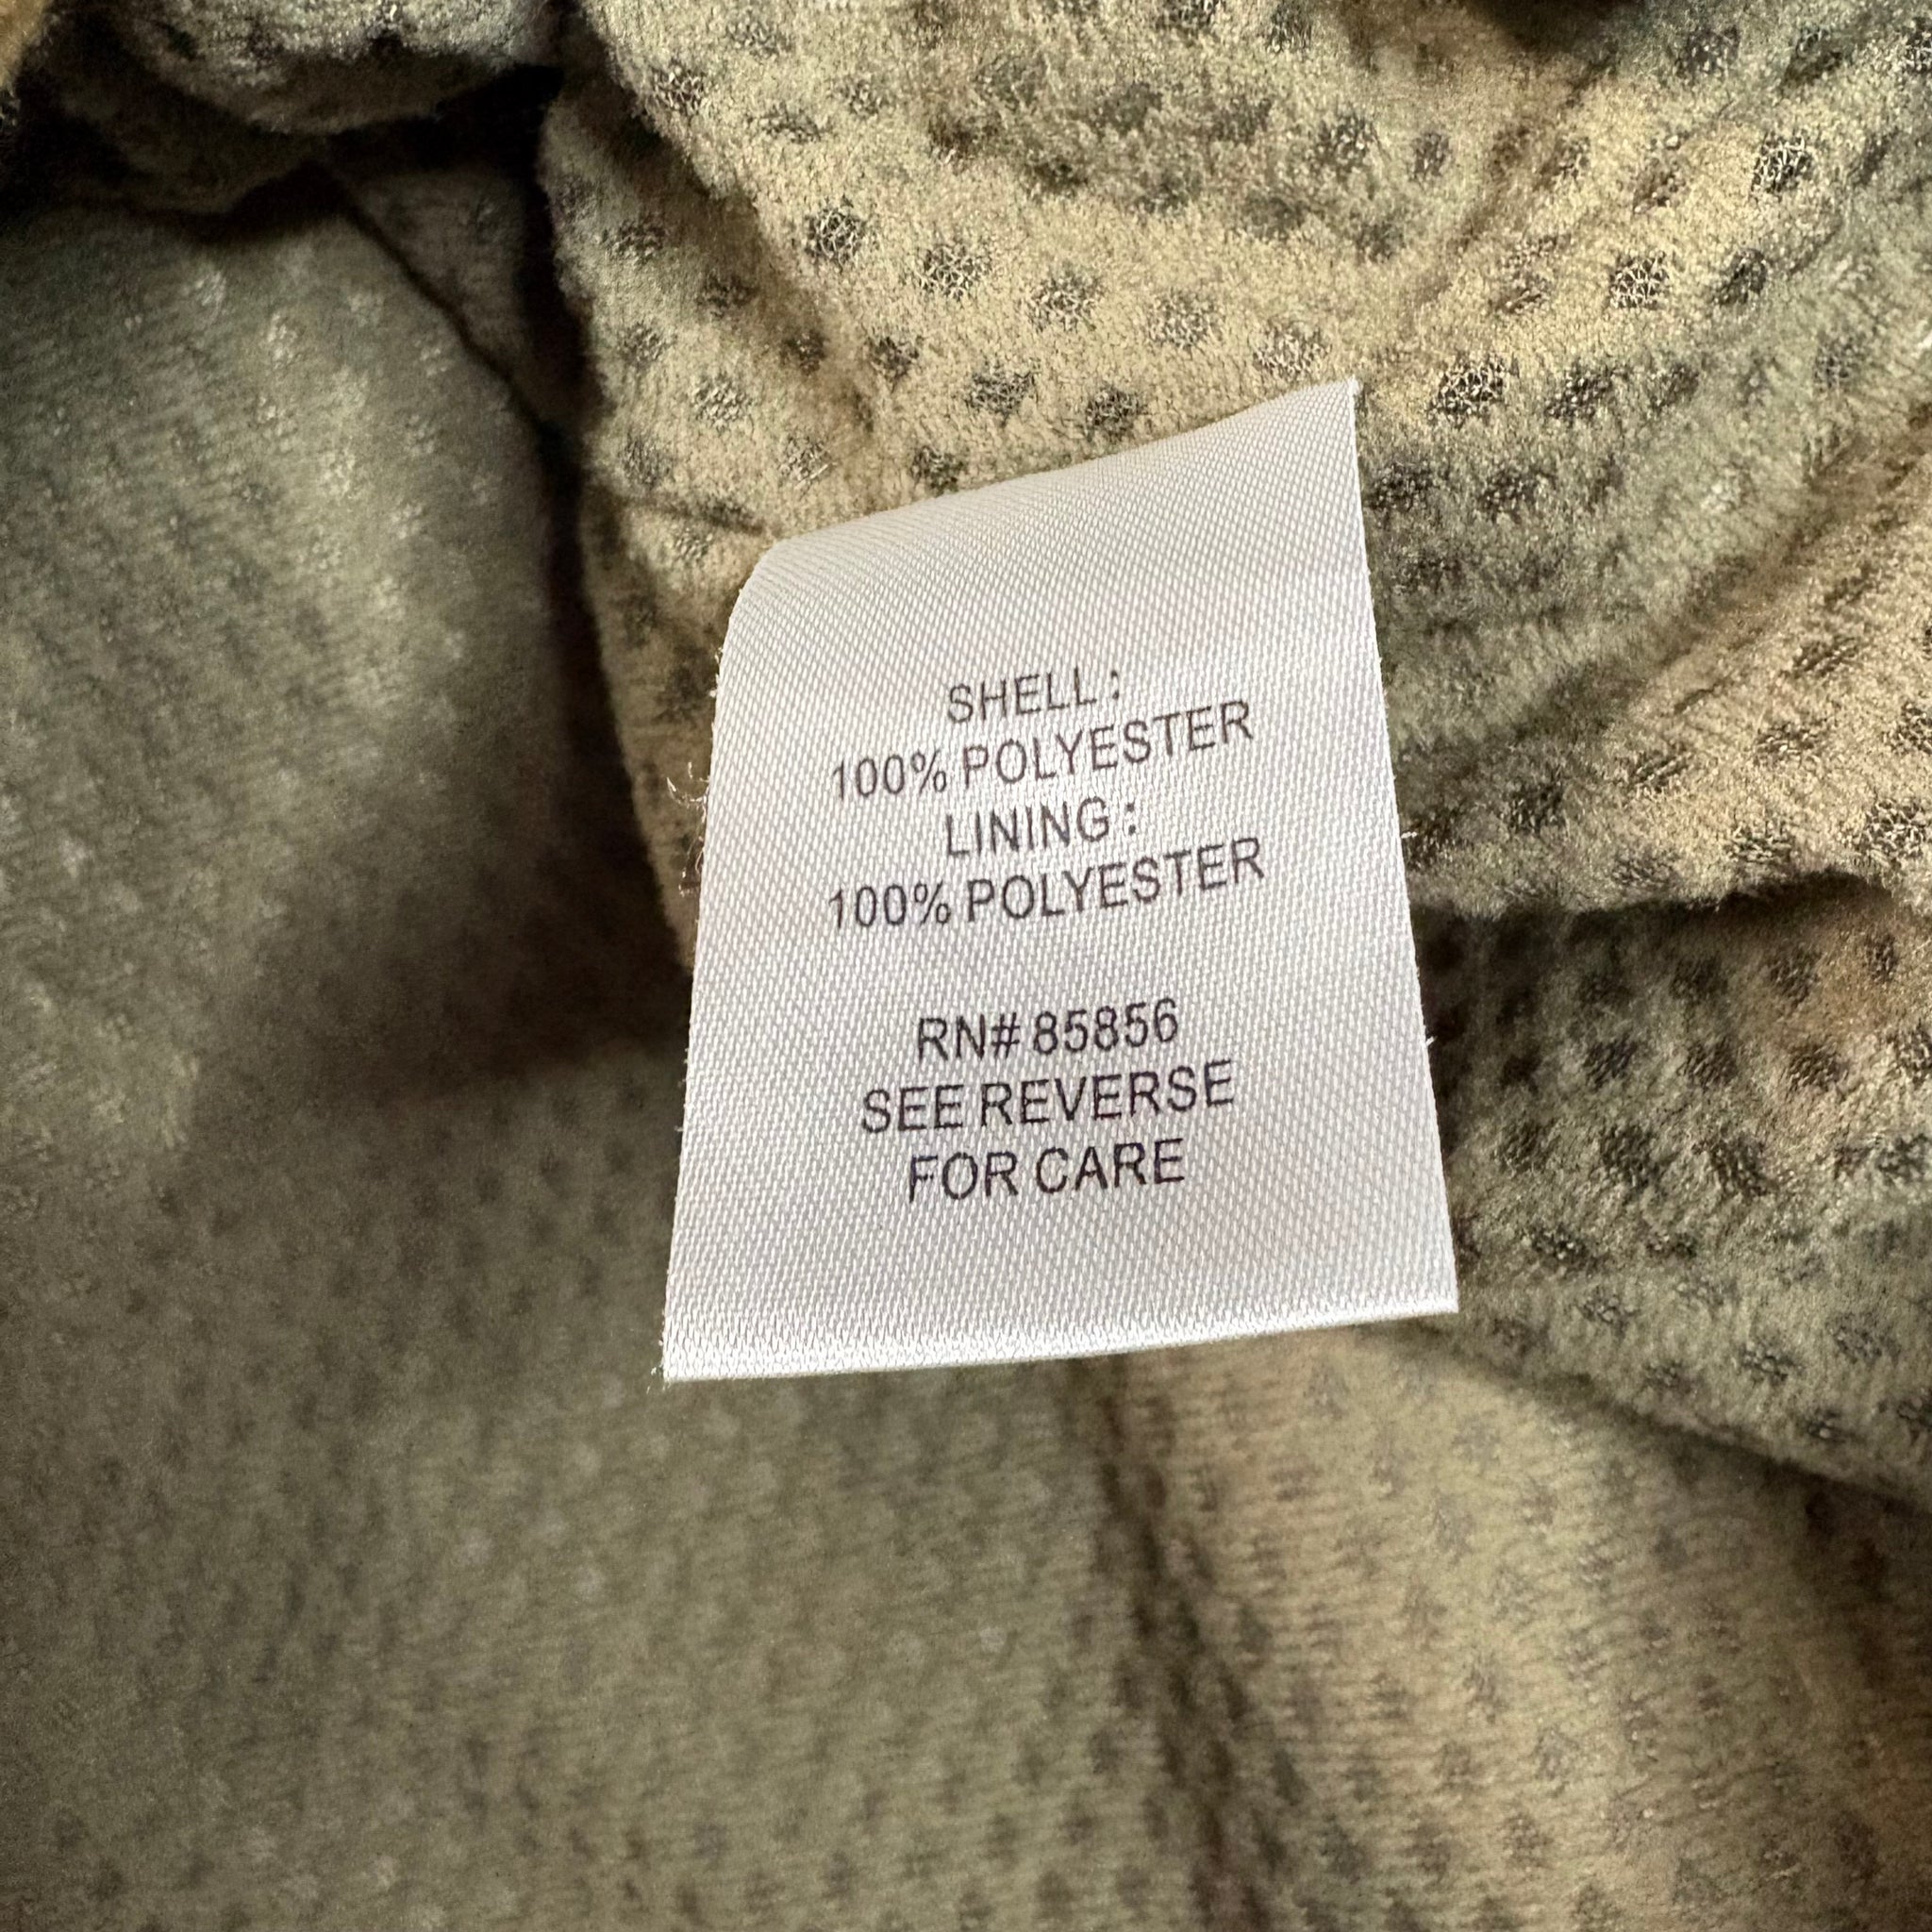 SHELL:
100% POLYESTER
LINING:
100% POLYESTER
RN# 85856
SEE REVERSE
FOR CARE